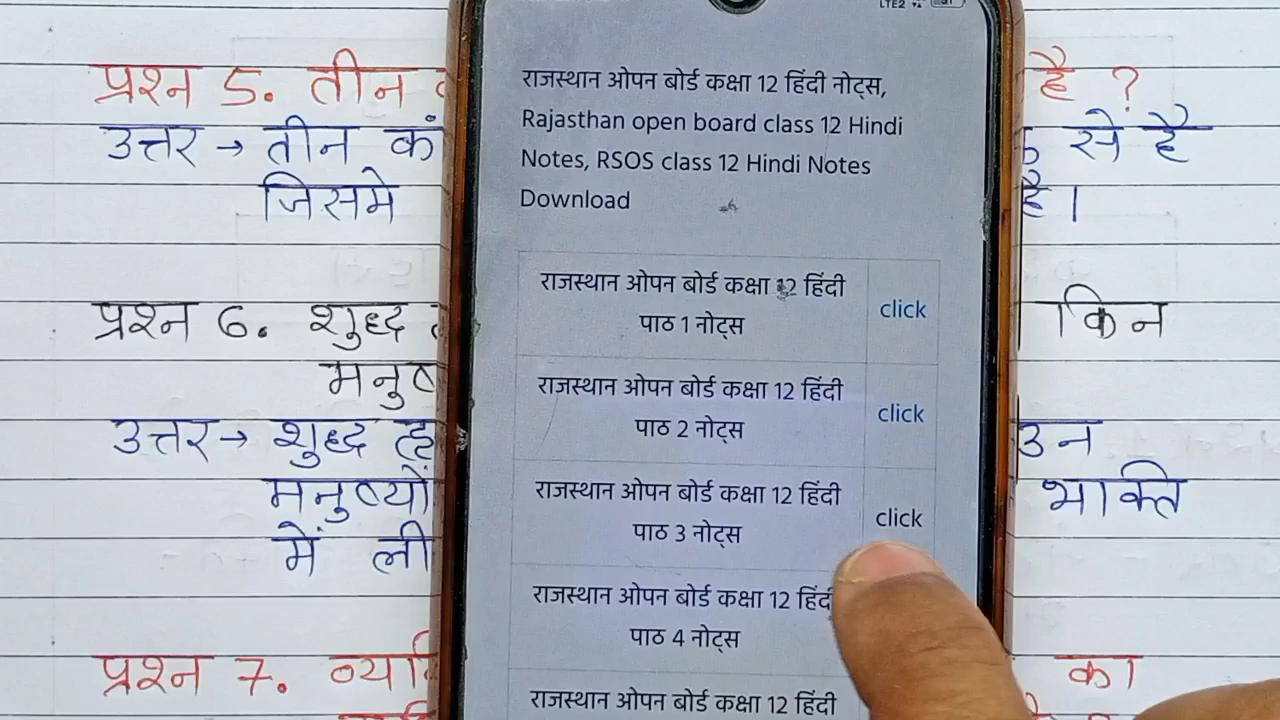 LTE2
राजस्थान ओपन बोर्ड कक्षा 12 हिंदी नोट्स,
Rajasthan open board class 12 Hindi
Notes, RSOS class 12 Hindi Notes
Download
राजस्थान ओपन बोर्ड कक्षा 12 हिंदी
पाठ 1 नोट्स
click
राजस्थान ओपन बोर्ड कक्षा 12 हिंदी
पाठ 2 नोट्स
click
राजस्थान ओपन बोर्ड कक्षा 12 हिंदी
पाठ 3 नोट्स
click
राजस्थान ओपन बोर्ड कक्षा 12 हिंदी
पाठ 4 नोट्स
राजस्थान ओपन बोर्ड कक्षा 12 हिंदी
प्रश्न 5. तीन है ?
उत्तर → तीन से है
जिसमे है।
प्रश्न 6. शुद्ध किन
उत्तर → शुद्ध उन
मनुष्यों भक्ति
में
प्रश्न 7. का